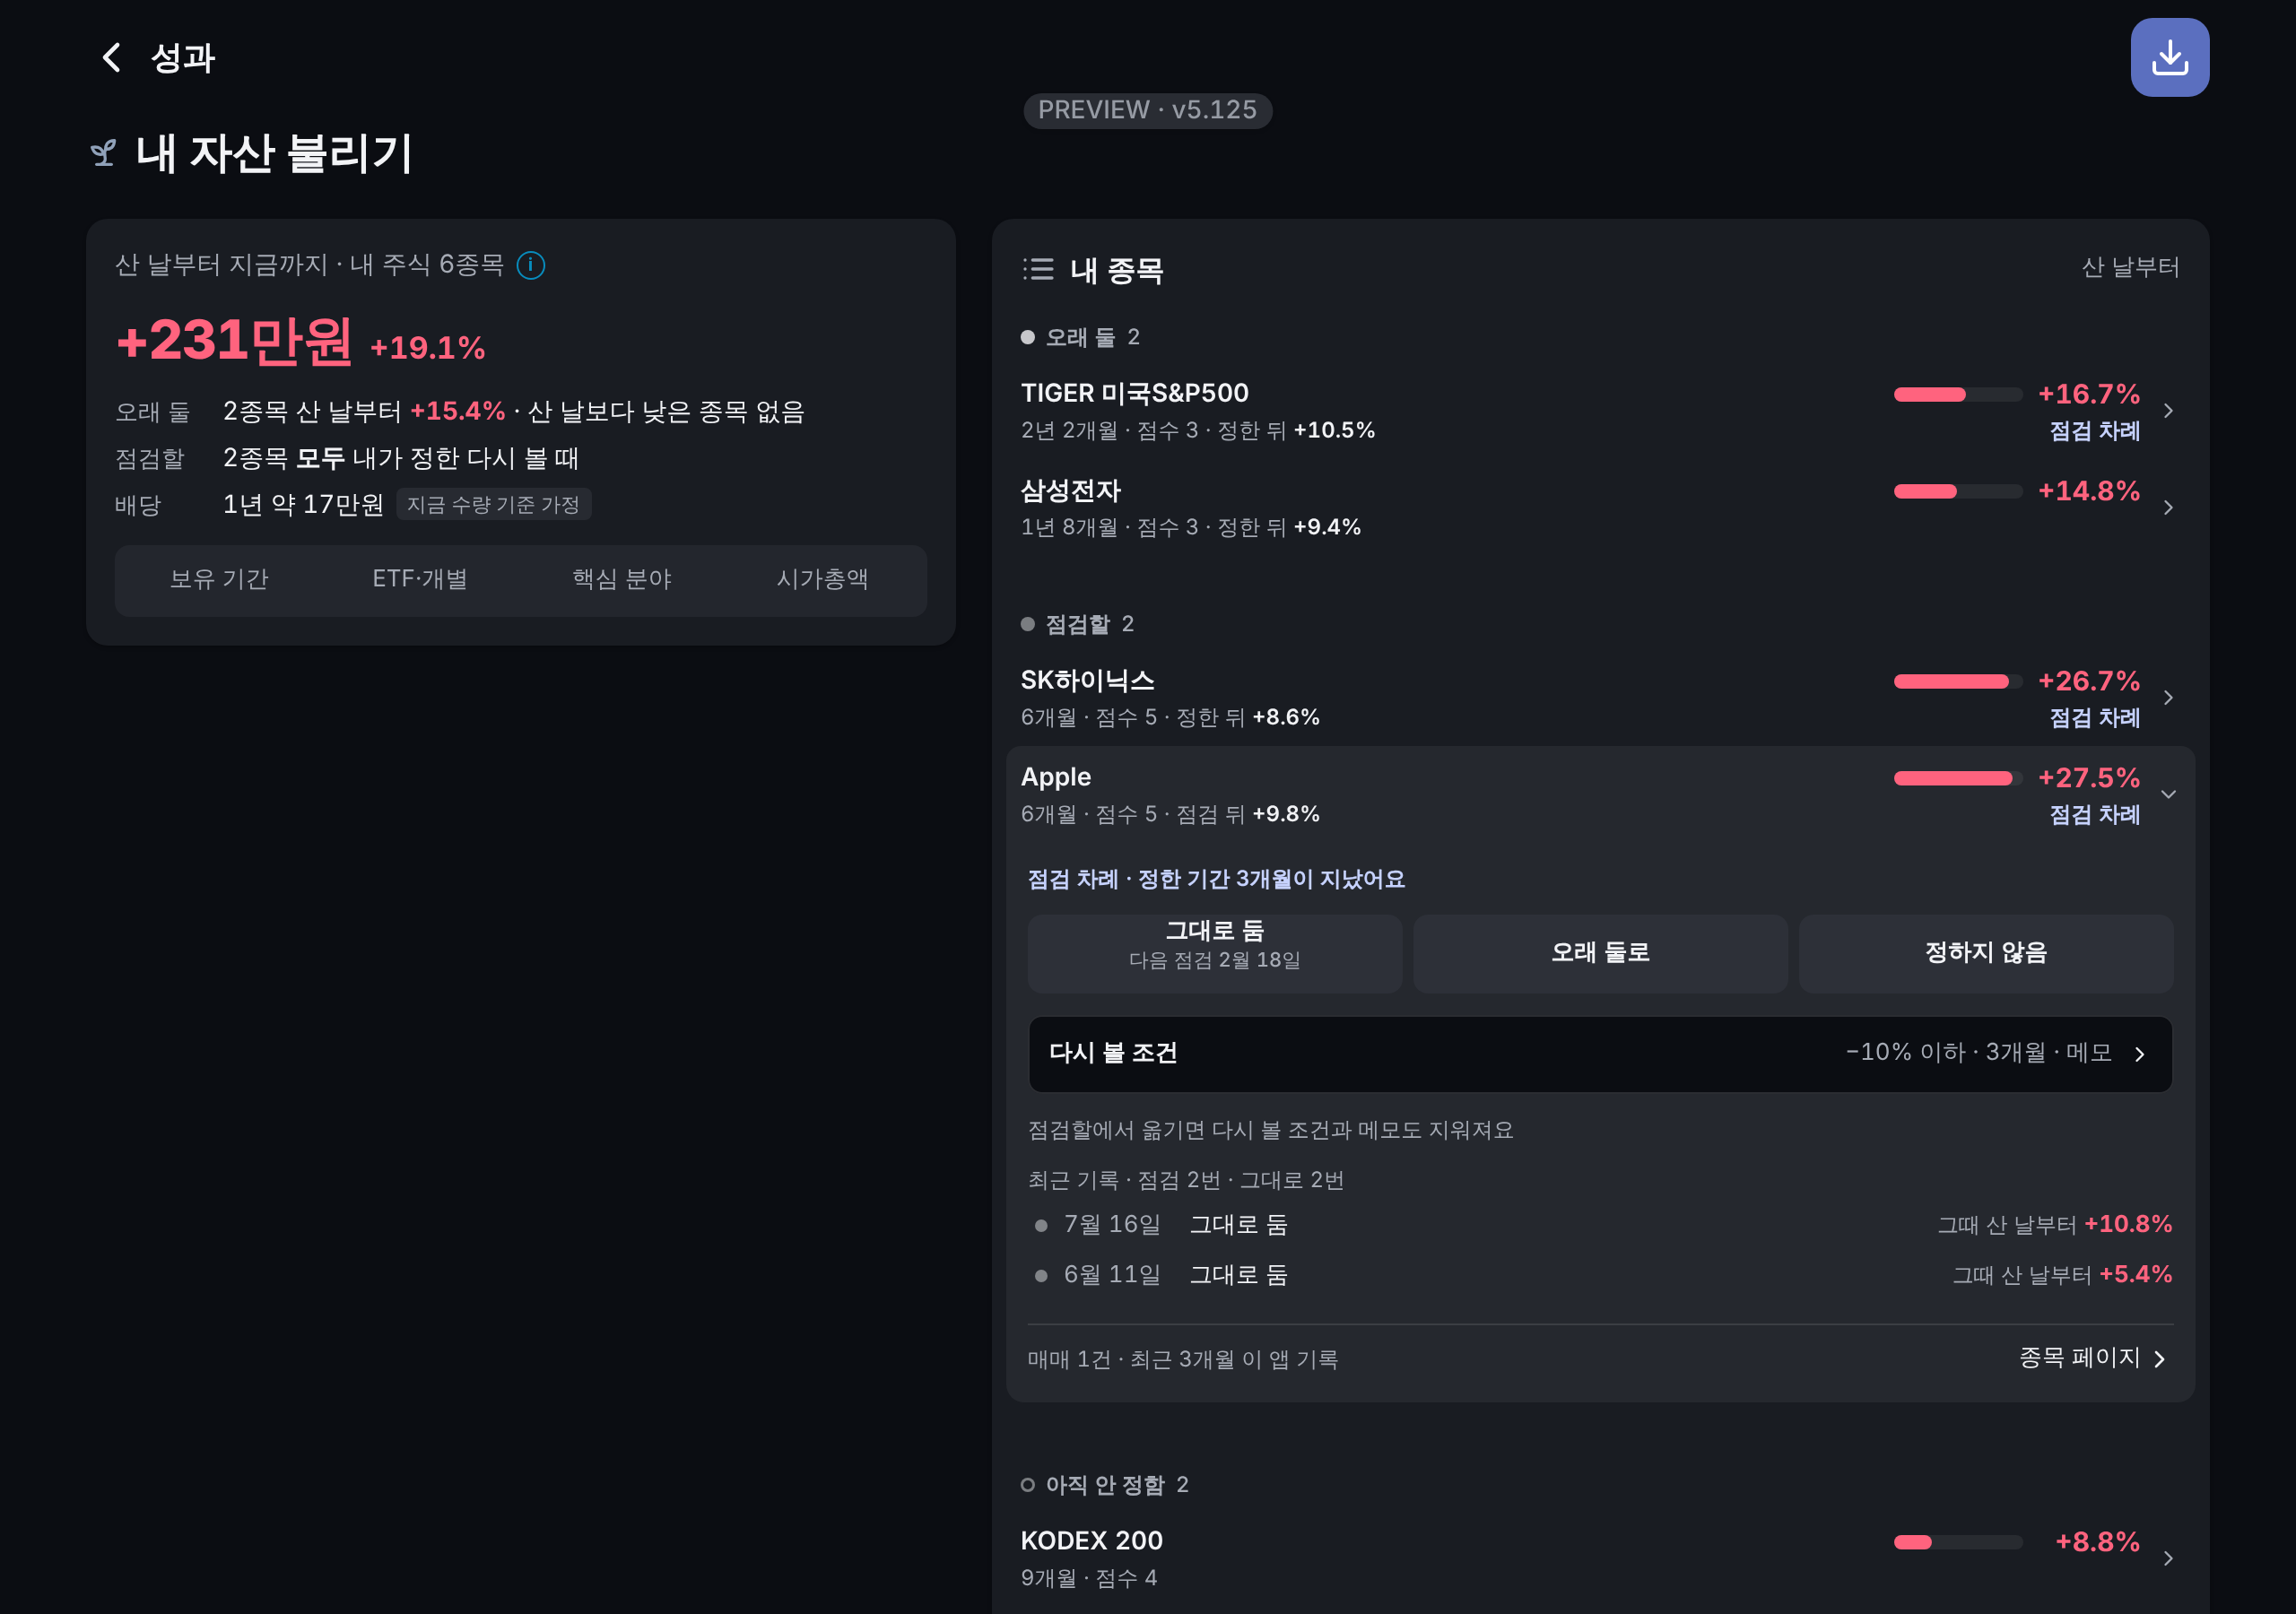 성과
PREVIEW · v5.125
내 자산 불리기
산 날부터 지금까지 · 내 주식 6종목 i
+231만원 +19.1%
오래 둘 2종목 산 날부터 +15.4% · 산 날보다 낮은 종목 없음
점검할 2종목 모두 내가 정한 다시 볼 때
배당 1년 약 17만원 지금 수량 기준 가정
보유 기간 ETF·개별 핵심 분야 시가총액
내 종목 산 날부터
오래 둘 2
TIGER 미국S&P500 +16.7%
2년 2개월 · 점수 3 · 정한 뒤 +10.5% 점검 차례
삼성전자 +14.8%
1년 8개월 · 점수 3 · 정한 뒤 +9.4%
점검할 2
SK하이닉스 +26.7%
6개월 · 점수 5 · 정한 뒤 +8.6% 점검 차례
Apple +27.5%
6개월 · 점수 5 · 점검 뒤 +9.8% 점검 차례
점검 차례 · 정한 기간 3개월이 지났어요
그대로 둠
다음 점검 2월 18일
오래 둘로
정하지 않음
다시 볼 조건 −10% 이하 · 3개월 · 메모
점검할에서 옮기면 다시 볼 조건과 메모도 지워져요
최근 기록 · 점검 2번 · 그대로 2번
7월 16일 그대로 둠 그때 산 날부터 +10.8%
6월 11일 그대로 둠 그때 산 날부터 +5.4%
매매 1건 · 최근 3개월 이 앱 기록 종목 페이지
아직 안 정함 2
KODEX 200 +8.8%
9개월 · 점수 4